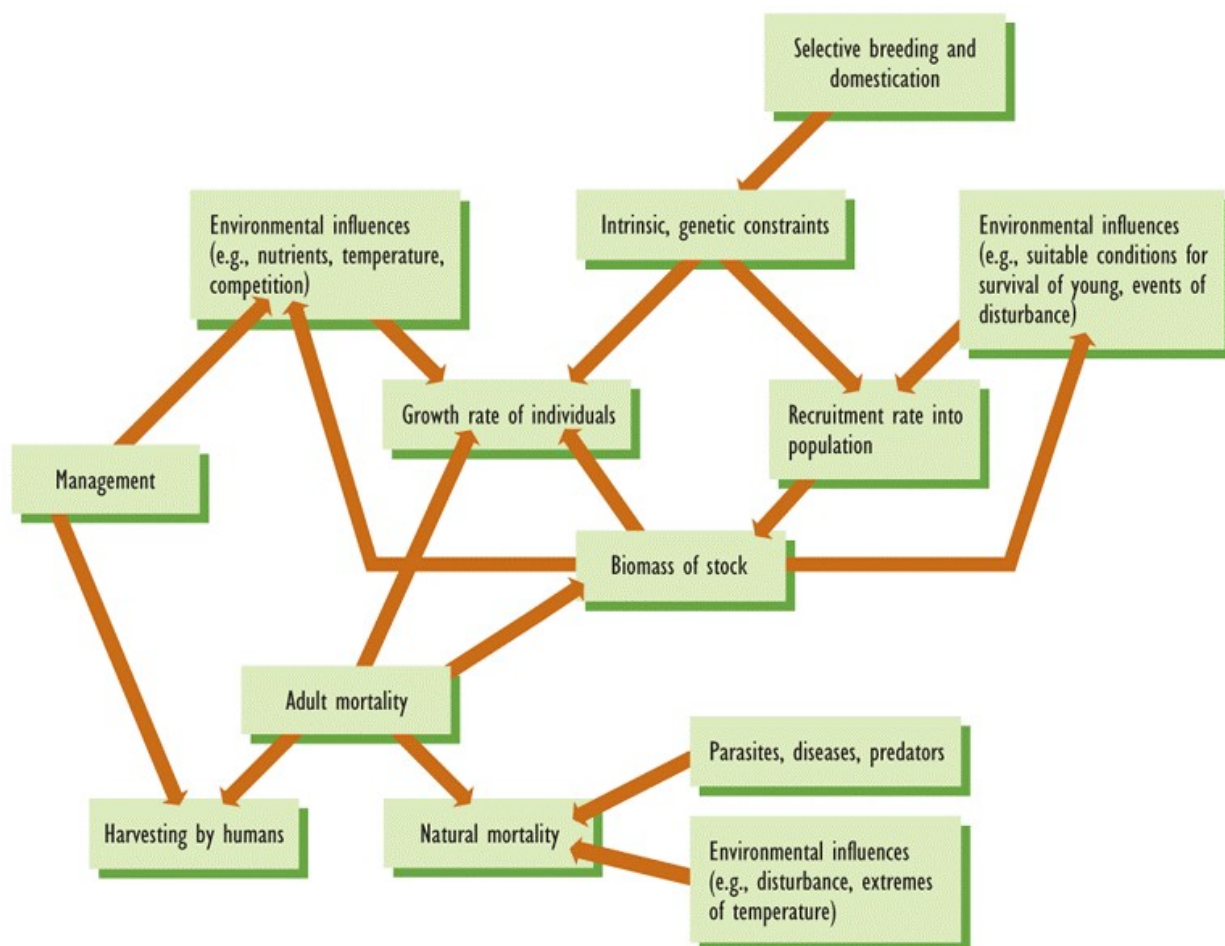 Selective breeding and
domestication
Environmental influences
(e.g., nutrients, temperature,
competition)
Intrinsic, genetic constraints
Environmental influences
(e.g., suitable conditions for
survival of young, events of
disturbance)
Growth rate of individuals
Recruitment rate into
population
Management
Biomass of stock
Adult mortality
Parasites, diseases, predators
Harvesting by humans
Natural mortality
Environmental influences
(e.g., disturbance, extremes
of temperature)